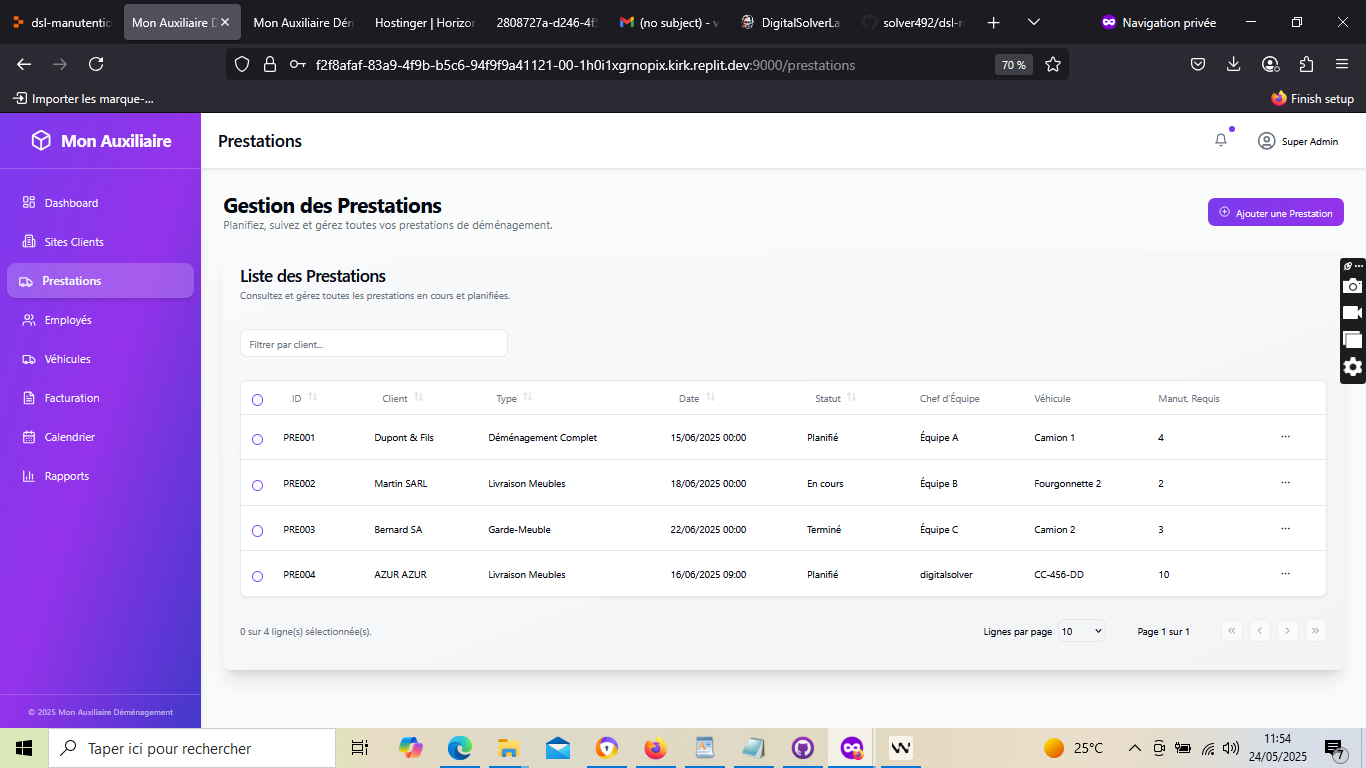 dsl-manutentio
Mon Auxiliaire D
Mon Auxiliaire Dén
Hostinger | Horizor
2808727a-d246-4f5
(no subject) - v
DigitalSolverLa
solver492/dsl-r
Navigation privée
f2f8afaf-83a9-4f9b-b5c6-94f9f9a41121-00-1h0i1xgrnopix.kirk.replit.dev:9000/prestations
70 %
Importer les marque-...
Finish setup
Mon Auxiliaire
Prestations
Super Admin
Dashboard
Sites Clients
Prestations
Employés
Véhicules
Facturation
Calendrier
Rapports
© 2025 Mon Auxiliaire Déménagement
Gestion des Prestations
Planifiez, suivez et gérez toutes vos prestations de déménagement.
Ajouter une Prestation
Liste des Prestations
Consultez et gérez toutes les prestations en cours et planifiées.
Filtrer par client...
ID Client Type Date Statut Chef d'Équipe Véhicule Manut. Requis
PRE001 Dupont & Fils Déménagement Complet 15/06/2025 00:00 Planifié Équipe A Camion 1 4 ...
PRE002 Martin SARL Livraison Meubles 18/06/2025 00:00 En cours Équipe B Fourgonnette 2 2 ...
PRE003 Bernard SA Garde-Meuble 22/06/2025 00:00 Terminé Équipe C Camion 2 3 ...
PRE004 AZUR AZUR Livraison Meubles 16/06/2025 09:00 Planifié digitalsolver CC-456-DD 10 ...
0 sur 4 ligne(s) sélectionnée(s).
Lignes par page 10 Page 1 sur 1
Taper ici pour rechercher
25°C
11:54
24/05/2025
7